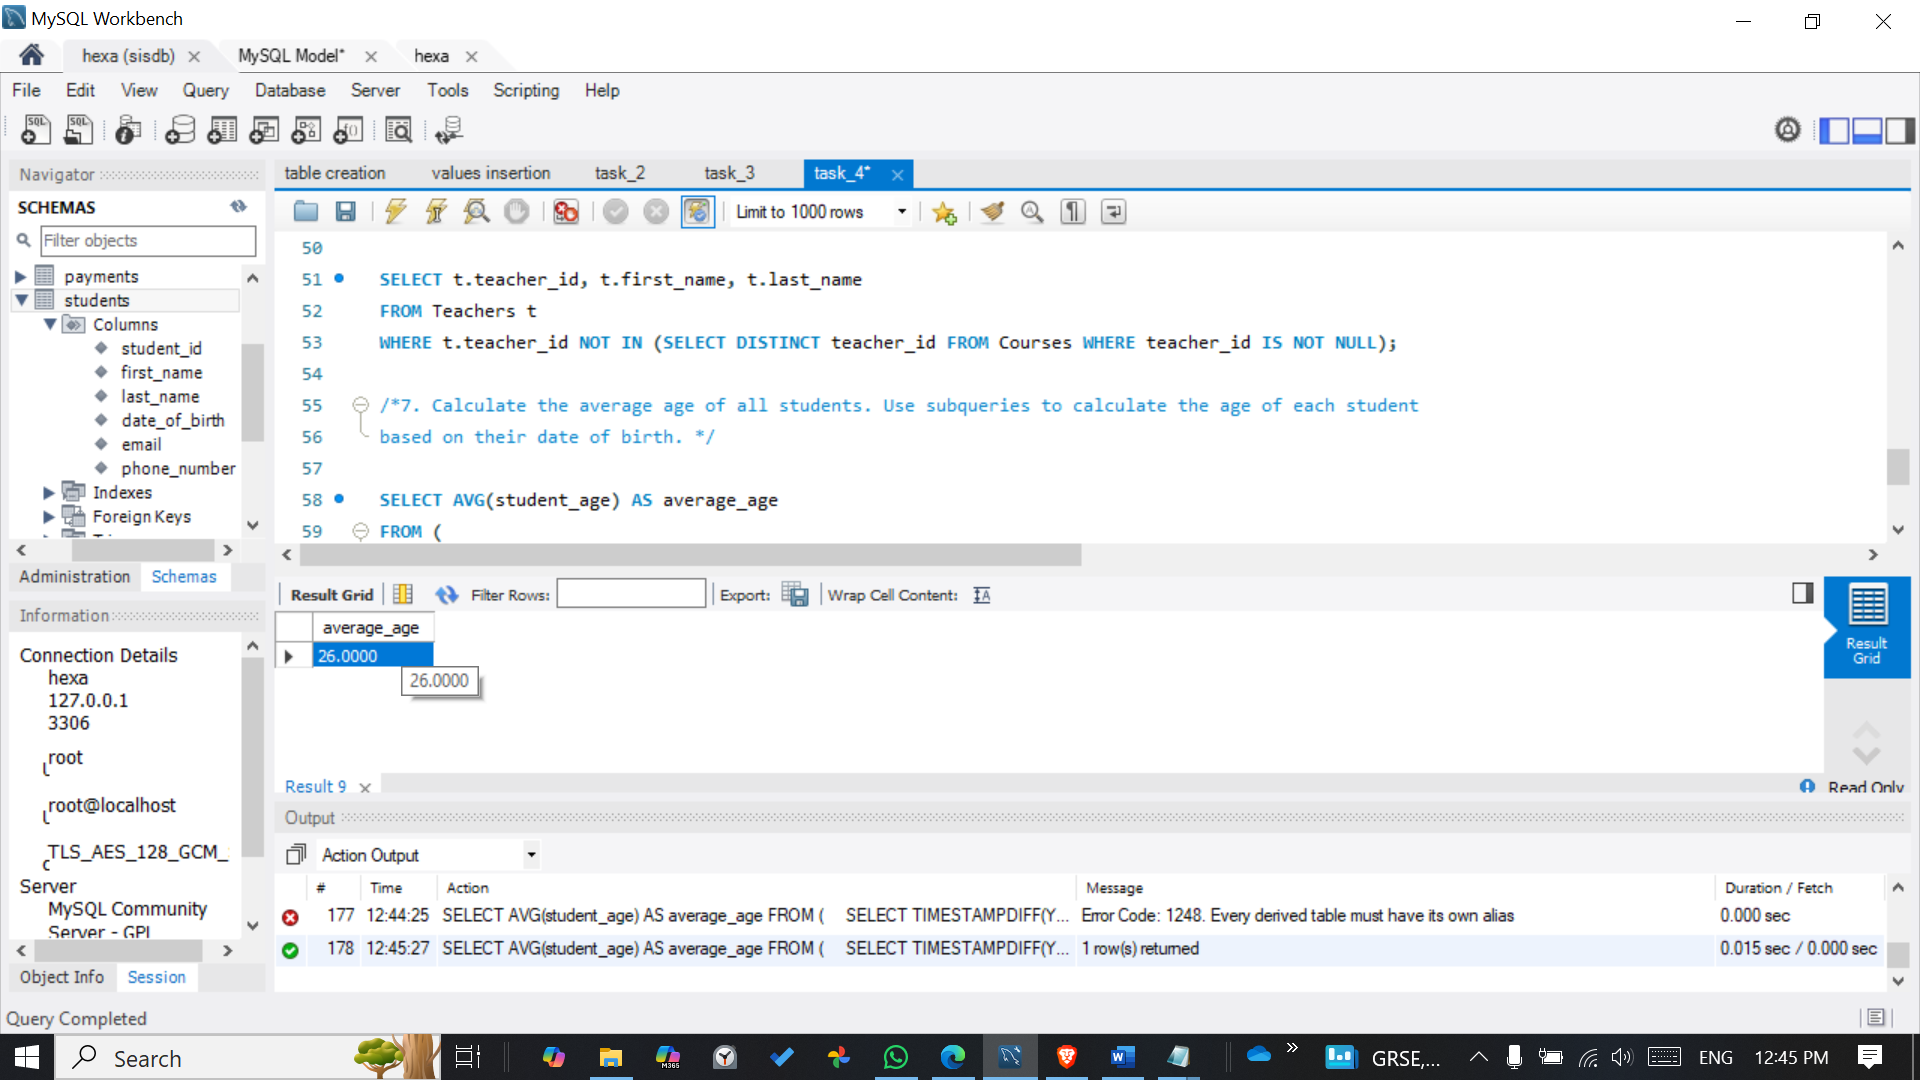 MySQL Workbench
hexa (sisdb)
MySQL Model*
hexa
File Edit View Query Database Server Tools Scripting Help
Navigator
SCHEMAS
Filter objects
payments
students
Columns
student_id
first_name
last_name
date_of_birth
email
phone_number
Indexes
Foreign Keys
Administration Schemas
Information
Connection Details
hexa
127.0.0.1
3306
root
root@localhost
TLS_AES_128_GCM_
Server
MySQL Community
Server - GPL
Object Info Session
Query Completed
table creation values insertion task_2 task_3 task_4*
Limit to 1000 rows
50
51 SELECT t.teacher_id, t.first_name, t.last_name
52 FROM Teachers t
53 WHERE t.teacher_id NOT IN (SELECT DISTINCT teacher_id FROM Courses WHERE teacher_id IS NOT NULL);
54
55 /*7. Calculate the average age of all students. Use subqueries to calculate the age of each student
56 based on their date of birth. */
57
58 SELECT AVG(student_age) AS average_age
59 FROM (
Result Grid Filter Rows: Export: Wrap Cell Content:
average_age
26.0000
26.0000
Result
Grid
Result 9
Read Only
Output
Action Output
# Time Action Message Duration / Fetch
177 12:44:25 SELECT AVG(student_age) AS average_age FROM ( SELECT TIMESTAMPDIFF(Y... Error Code: 1248. Every derived table must have its own alias 0.000 sec
178 12:45:27 SELECT AVG(student_age) AS average_age FROM ( SELECT TIMESTAMPDIFF(Y... 1 row(s) returned 0.015 sec / 0.000 sec
Search
GRSE,...
ENG
12:45 PM